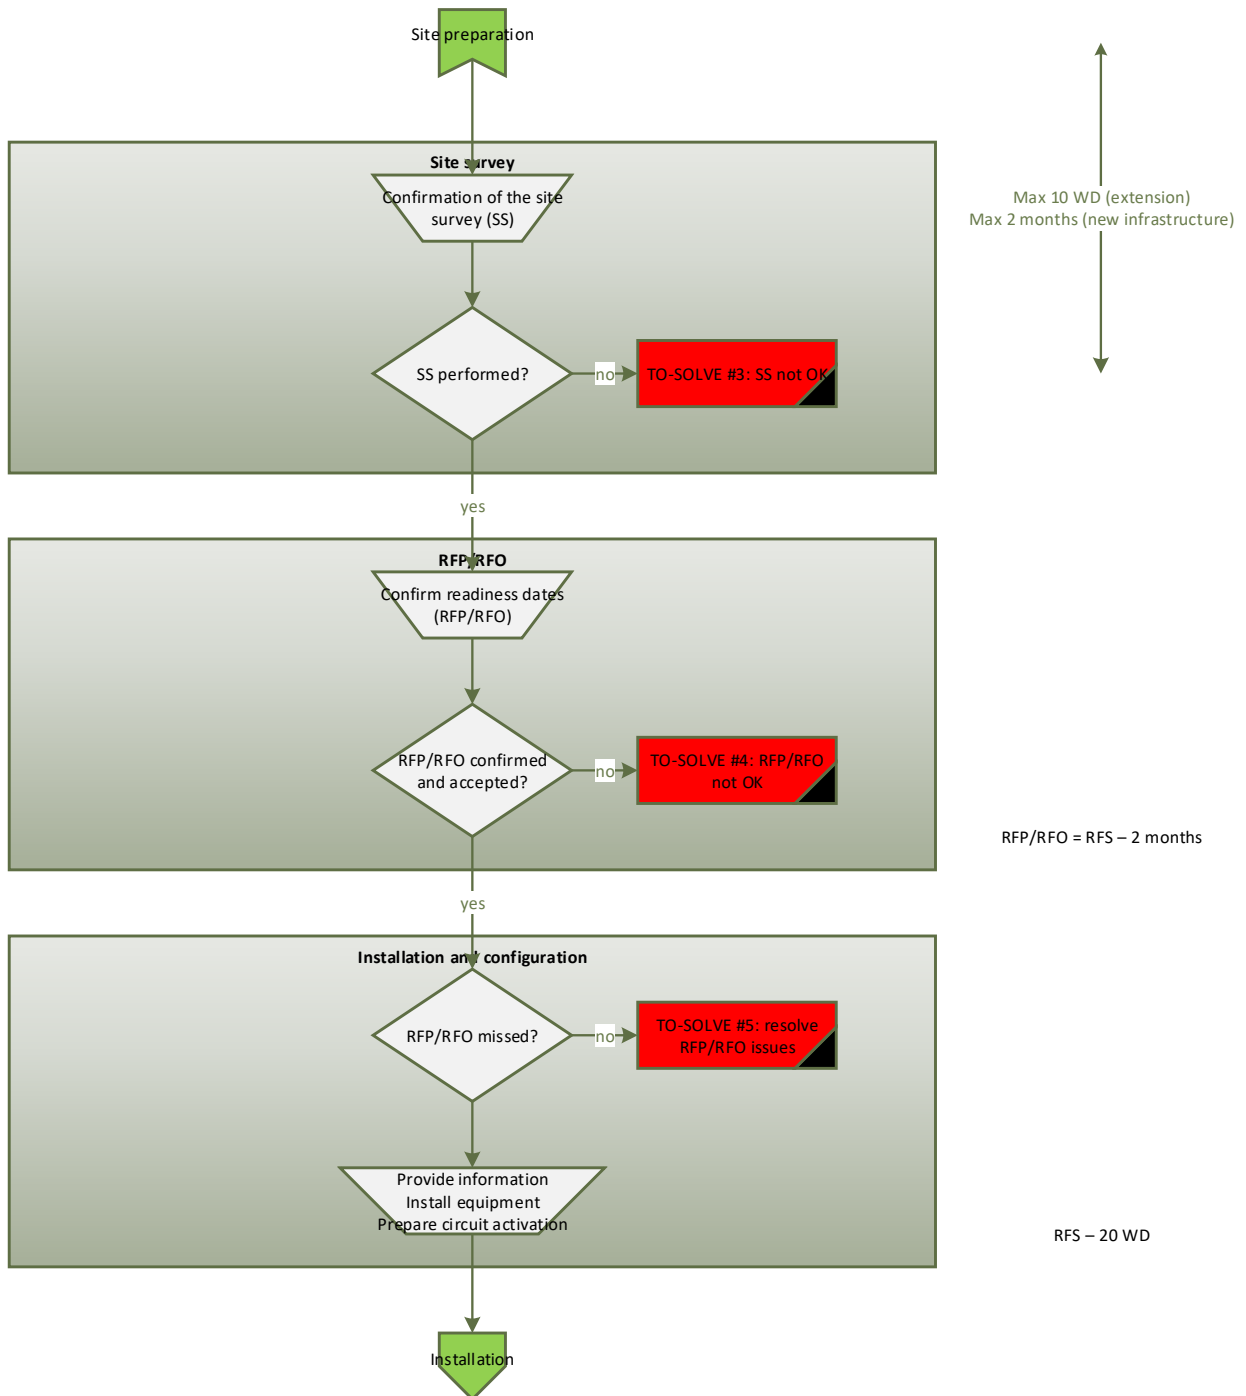 Site preparation
Site survey
Confirmation of the site
survey (SS)
Max 10 WD (extension)
Max 2 months (new infrastructure)
SS performed?
no
TO-SOLVE #3: SS not OK
yes
RFP/RFO
Confirm readiness dates
(RFP/RFO)
RFP/RFO confirmed
and accepted?
no
TO-SOLVE #4: RFP/RFO
not OK
RFP/RFO = RFS – 2 months
yes
Installation and configuration
RFP/RFO missed?
no
TO-SOLVE #5: resolve
RFP/RFO issues
Provide information
Install equipment
Prepare circuit activation
RFS – 20 WD
Installation